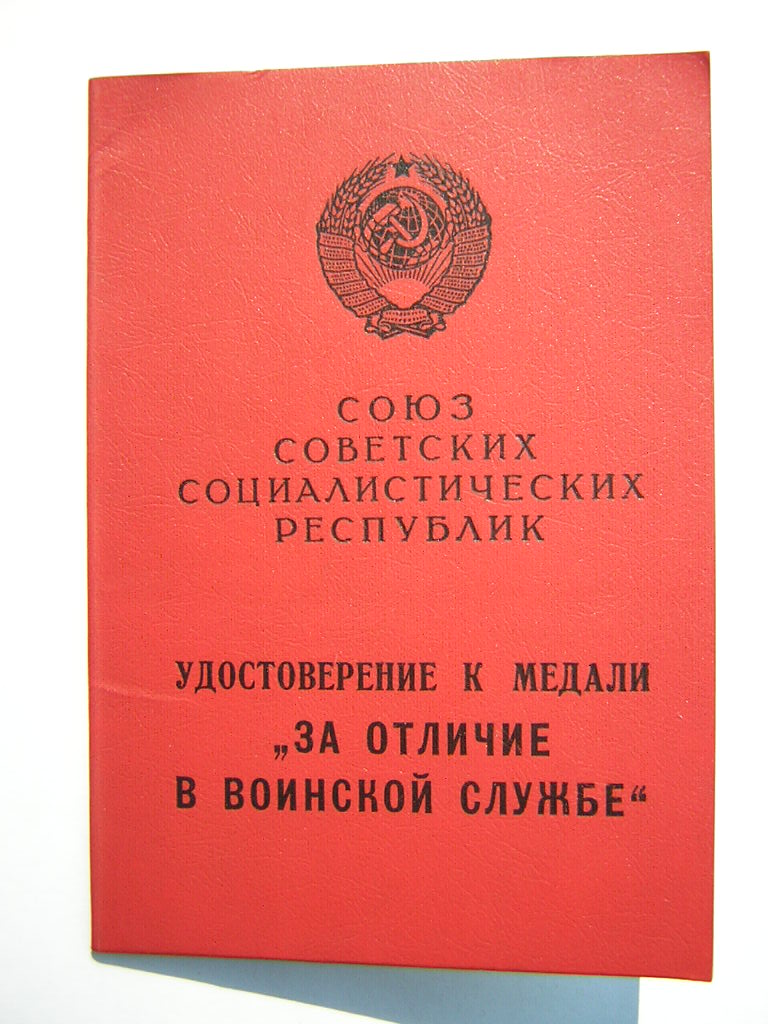 СОЮЗ
СОВЕТСКИХ
СОЦИАЛИСТИЧЕСКИХ
РЕСПУБЛИК
УДОСТОВЕРЕНИЕ К МЕДАЛИ
„ЗА ОТЛИЧИЕ
В ВОИНСКОЙ СЛУЖБЕ“